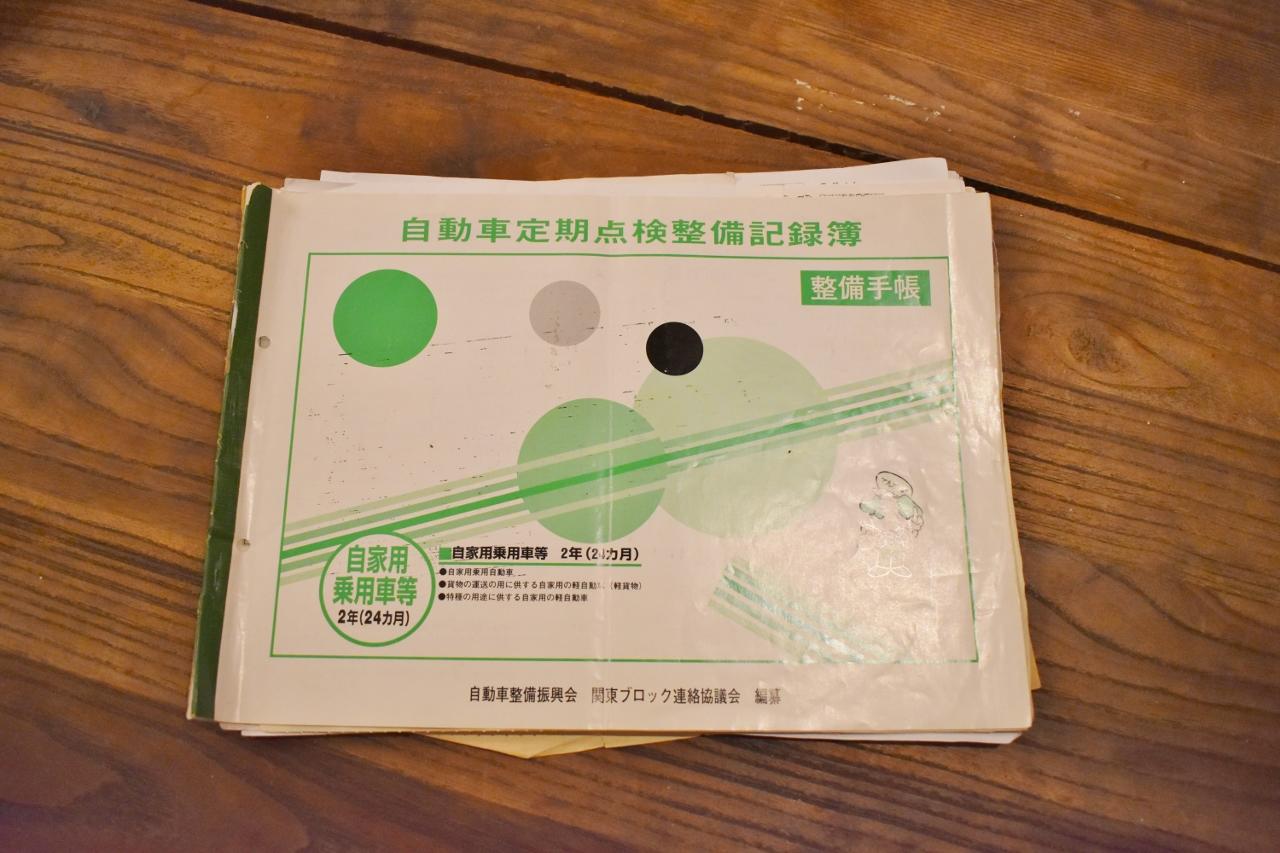 自動車定期点検整備記録簿
整備手帳
自家用
乗用車等
2年(24カ月)
■自家用乗用車等 2年(24カ月)
●自家用乗用自動車
●貨物の運送の用に供する自家用の軽自動車(軽貨物)
●特種の用途に供する自家用の軽自動車
自動車整備振興会 関東ブロック連絡協議会 編纂